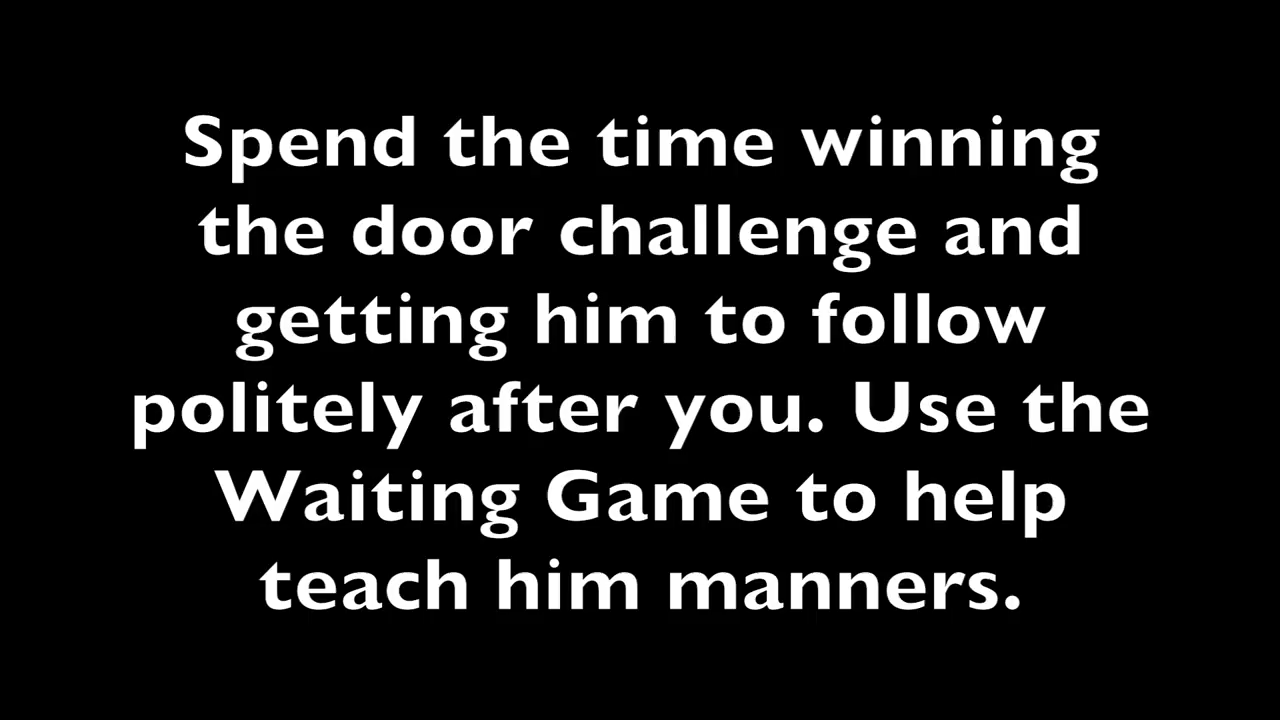 Spend the time winning
the door challenge and
getting him to follow
politely after you. Use the
Waiting Game to help
teach him manners.